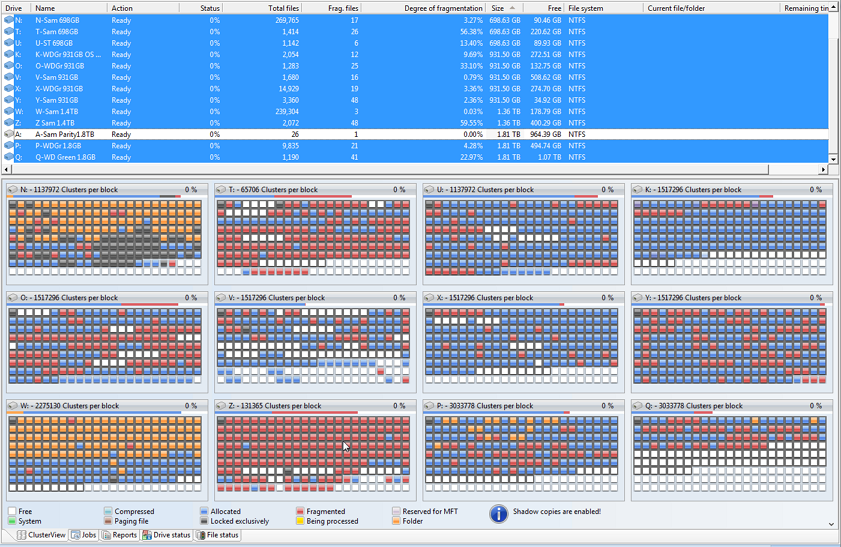 Drive Name Action Status Total files Frag. files Degree of fragmentation Size Free File system Current file/folder Remaining tin
N: N-Sam 698GB Ready 0% 269,765 17 3.27% 698.63 GB 90.46 GB NTFS
T: T-Sam 698GB Ready 0% 1,414 26 56.38% 698.63 GB 220.62 GB NTFS
U: U-ST 698GB Ready 0% 1,142 6 13.40% 698.63 GB 89.93 GB NTFS
K: K-WDGr 931GB OS ... Ready 0% 2,054 12 9.69% 931.50 GB 272.51 GB NTFS
O: O-WDGr 931GB Ready 0% 1,283 25 33.10% 931.50 GB 132.75 GB NTFS
V: V-Sam 931GB Ready 0% 1,680 16 0.79% 931.50 GB 508.62 GB NTFS
X: X-WDGr 931GB Ready 0% 14,929 19 3.36% 931.50 GB 274.70 GB NTFS
Y: Y-Sam 931GB Ready 0% 3,360 48 2.36% 931.50 GB 34.92 GB NTFS
W: W-Sam 1.4TB Ready 0% 239,304 3 0.03% 1.36 TB 178.79 GB NTFS
Z: Z Sam 1.4TB Ready 0% 2,072 48 59.55% 1.36 TB 400.29 GB NTFS
A: A-Sam Parity1.8TB Ready 0% 26 1 0.00% 1.81 TB 964.39 GB NTFS
P: P-WDGr 1.8GB Ready 0% 9,835 21 4.28% 1.81 TB 494.74 GB NTFS
Q: Q-WD Green 1.8GB Ready 0% 1,190 41 22.97% 1.81 TB 1.07 TB NTFS
N: - 1137972 Clusters per block 0 %
T: - 65706 Clusters per block 0 %
U: - 1137972 Clusters per block 0 %
K: - 1517296 Clusters per block 0 %
O: - 1517296 Clusters per block 0 %
V: - 1517296 Clusters per block 0 %
X: - 1517296 Clusters per block 0 %
Y: - 1517296 Clusters per block 0 %
W: - 2275130 Clusters per block 0 %
Z: - 131365 Clusters per block 0 %
P: - 3033778 Clusters per block 0 %
Q: - 3033778 Clusters per block 0 %
Free Compressed Allocated Fragmented Reserved for MFT Shadow copies are enabled!
System Paging file Locked exclusively Being processed Folder
ClusterView Jobs Reports Drive status File status